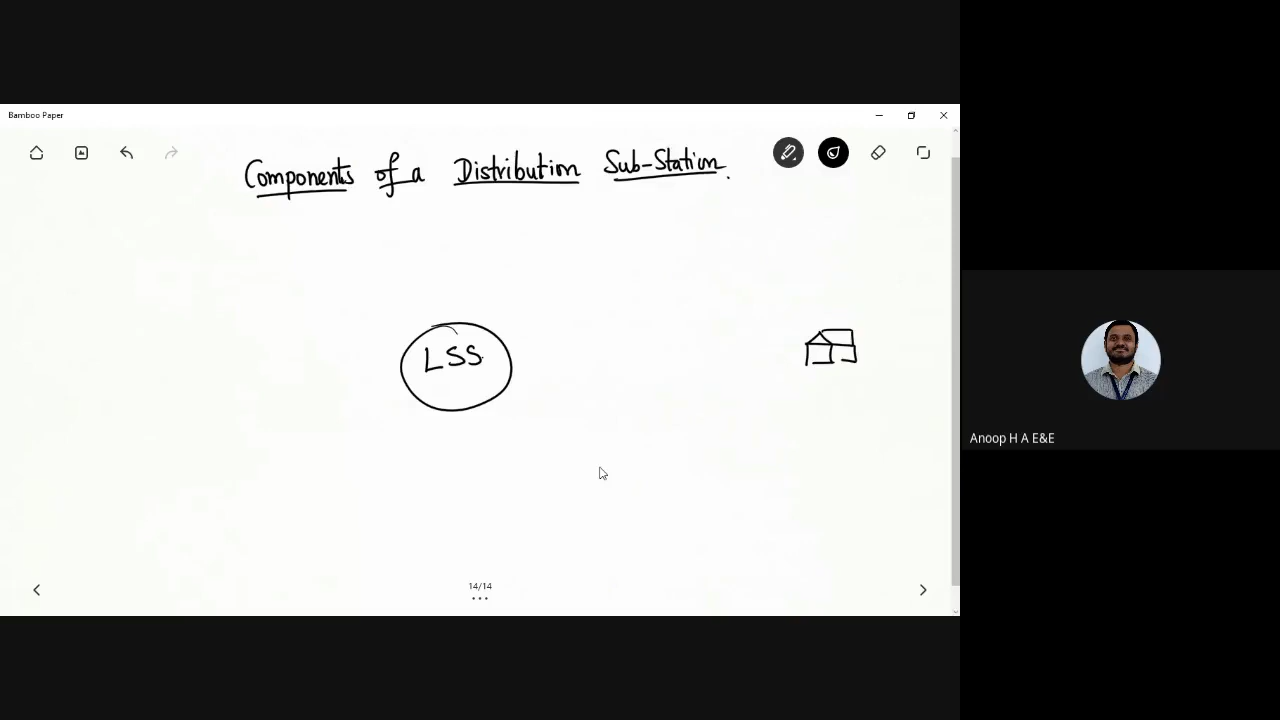 Bamboo Paper
Components of a Distribution Sub-Station.
LSS
Anoop H A E&E
14/14